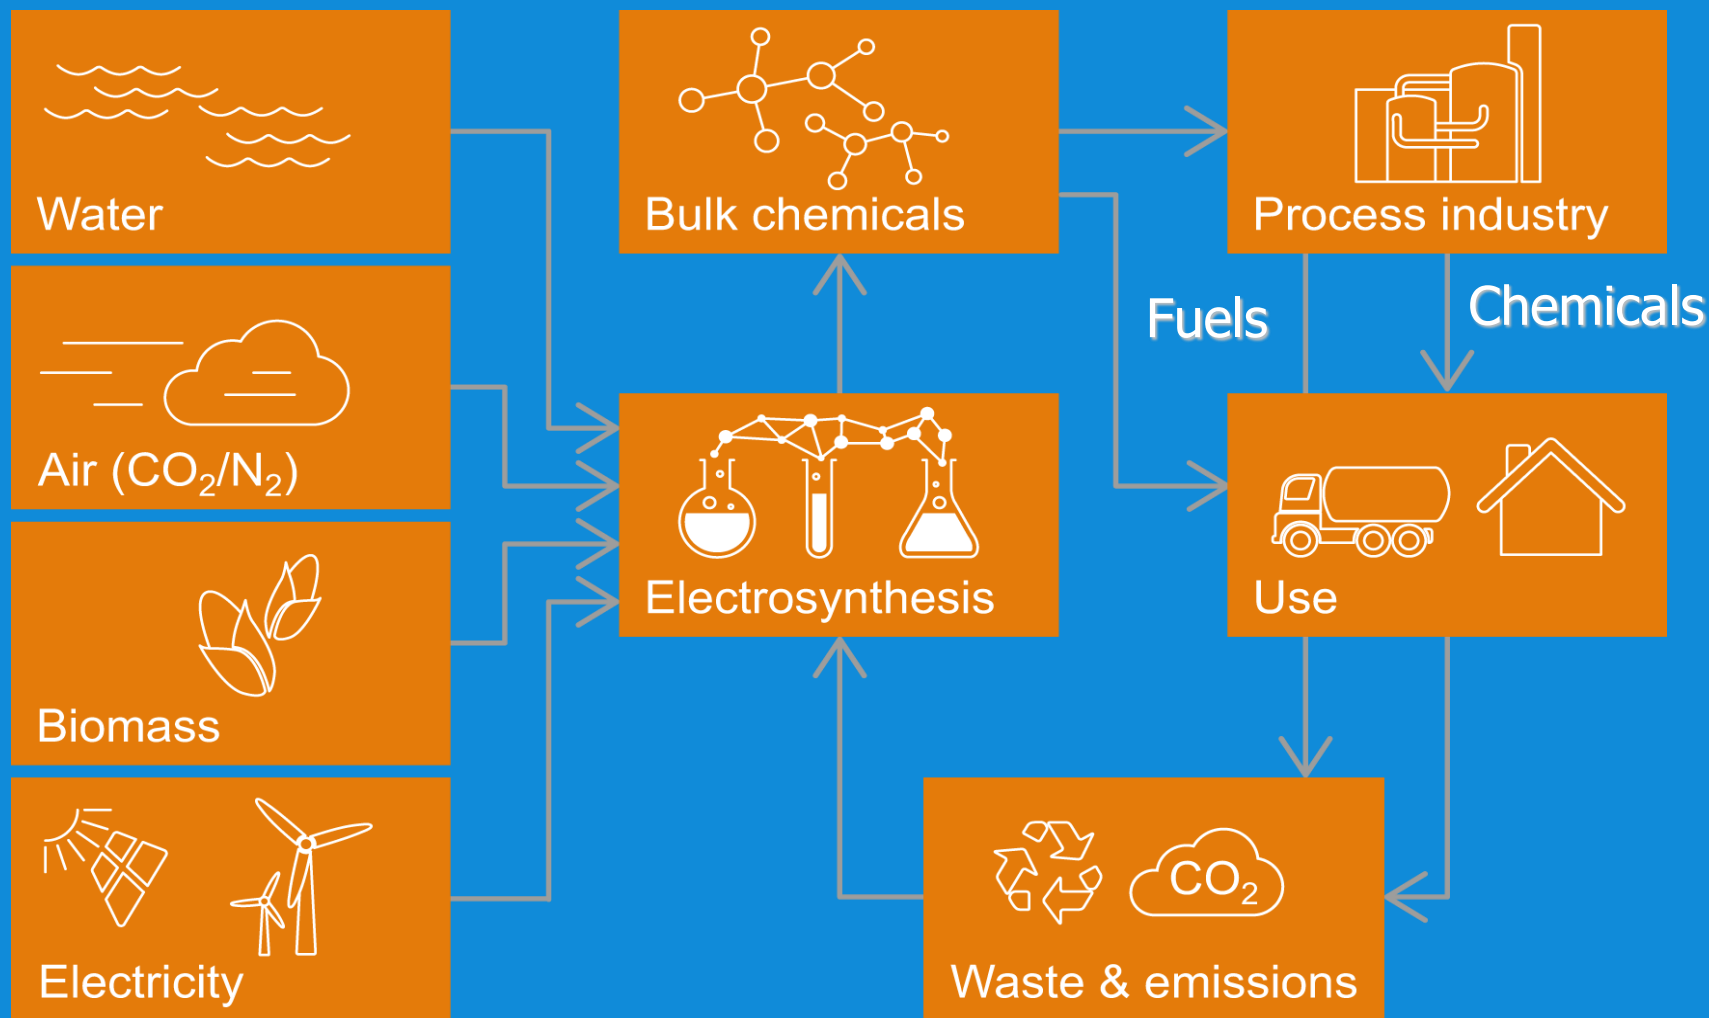 Water
Bulk chemicals
Process industry
Fuels
Chemicals
Air (CO₂/N₂)
Electrosynthesis
Use
Biomass
CO₂
Electricity
Waste & emissions